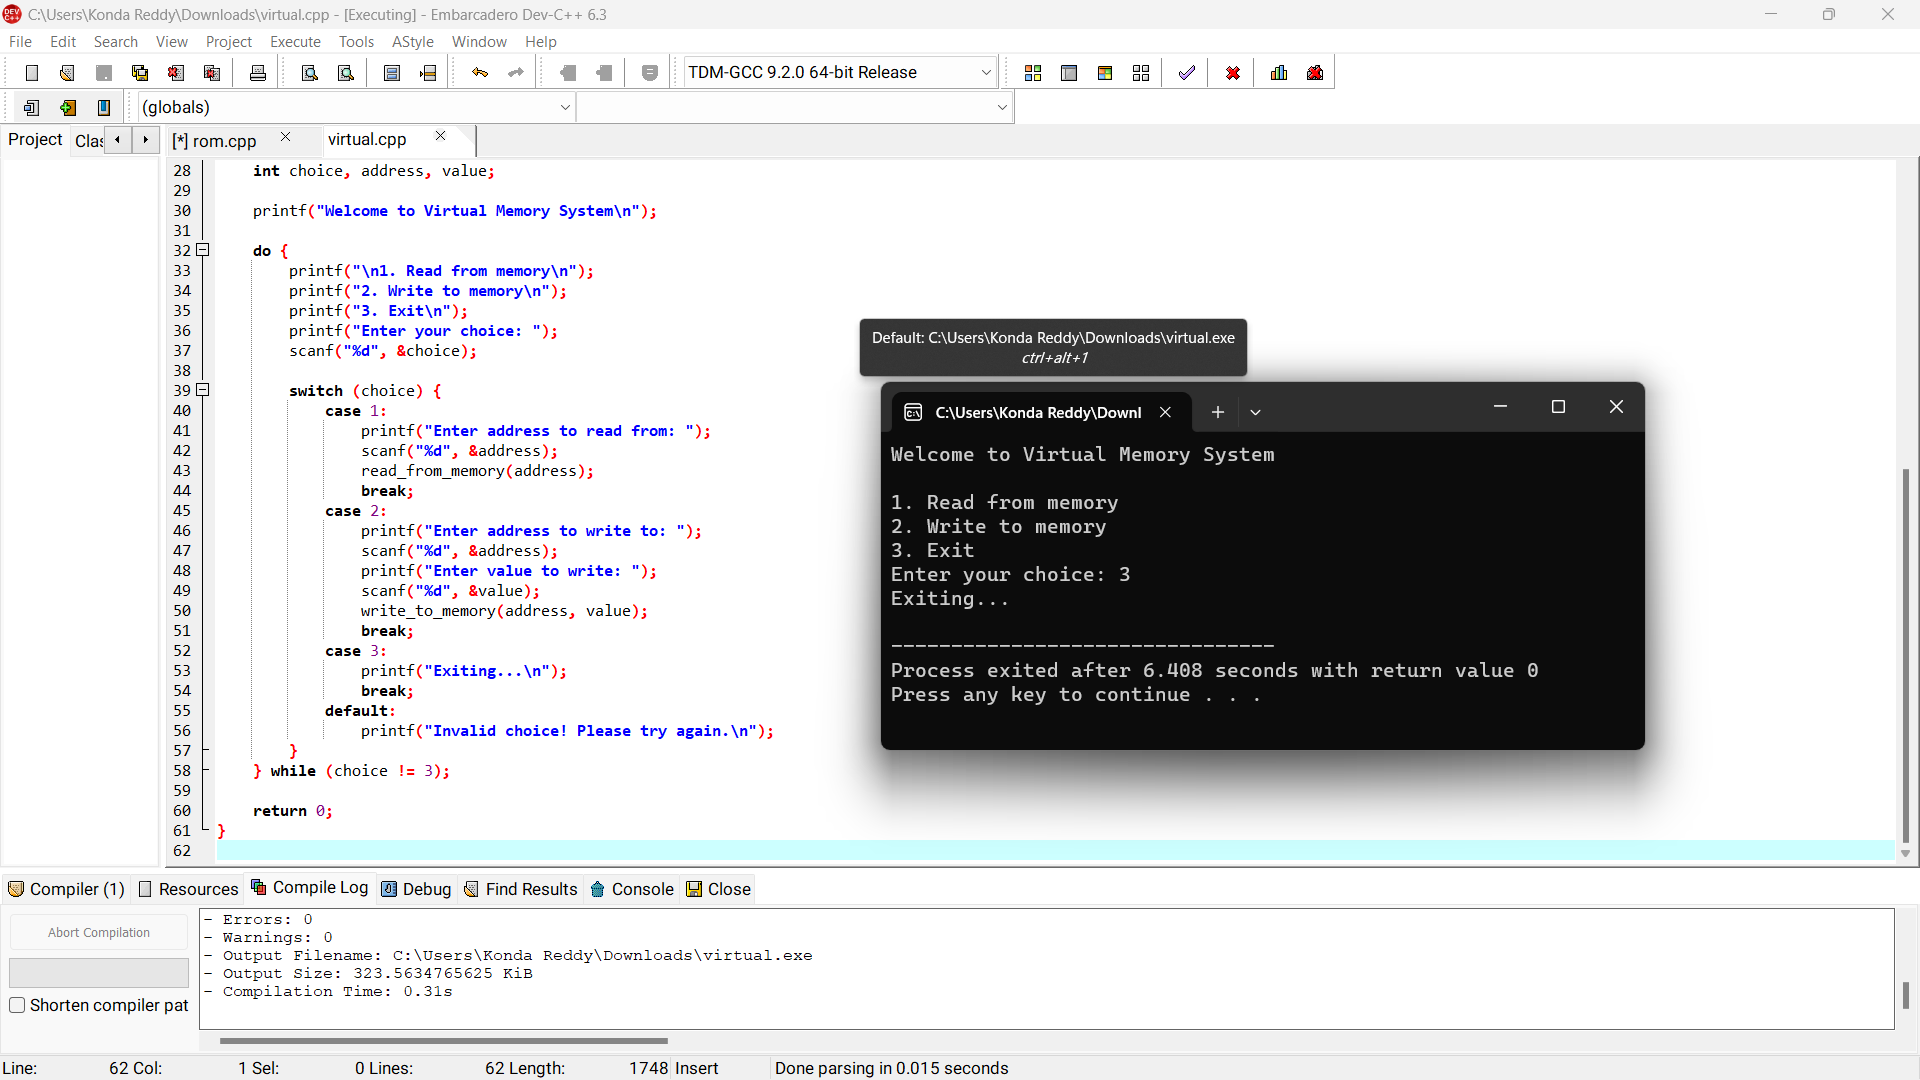 C:\Users\Konda Reddy\Downloads\virtual.cpp - [Executing] - Embarcadero Dev-C++ 6.3
File Edit Search View Project Execute Tools AStyle Window Help
TDM-GCC 9.2.0 64-bit Release
(globals)
Project Clas
[*] rom.cpp virtual.cpp
28 int choice, address, value;
29
30 printf("Welcome to Virtual Memory System\n");
31
32 do {
33 printf("\n1. Read from memory\n");
34 printf("2. Write to memory\n");
35 printf("3. Exit\n");
36 printf("Enter your choice: ");
37 scanf("%d", &choice);
38
39 switch (choice) {
40 case 1:
41 printf("Enter address to read from: ");
42 scanf("%d", &address);
43 read_from_memory(address);
44 break;
45 case 2:
46 printf("Enter address to write to: ");
47 scanf("%d", &address);
48 printf("Enter value to write: ");
49 scanf("%d", &value);
50 write_to_memory(address, value);
51 break;
52 case 3:
53 printf("Exiting...\n");
54 break;
55 default:
56 printf("Invalid choice! Please try again.\n");
57 }
58 } while (choice != 3);
59
60 return 0;
61 }
62
Default: C:\Users\Konda Reddy\Downloads\virtual.exe
ctrl+alt+1
C:\Users\Konda Reddy\Downl
Welcome to Virtual Memory System
1. Read from memory
2. Write to memory
3. Exit
Enter your choice: 3
Exiting...
--------------------------------
Process exited after 6.408 seconds with return value 0
Press any key to continue . . .
Compiler (1) Resources Compile Log Debug Find Results Console Close
Abort Compilation
Shorten compiler pat
- Errors: 0
- Warnings: 0
- Output Filename: C:\Users\Konda Reddy\Downloads\virtual.exe
- Output Size: 323.5634765625 KiB
- Compilation Time: 0.31s
Line: 62 Col: 1 Sel: 0 Lines: 62 Length: 1748 Insert Done parsing in 0.015 seconds